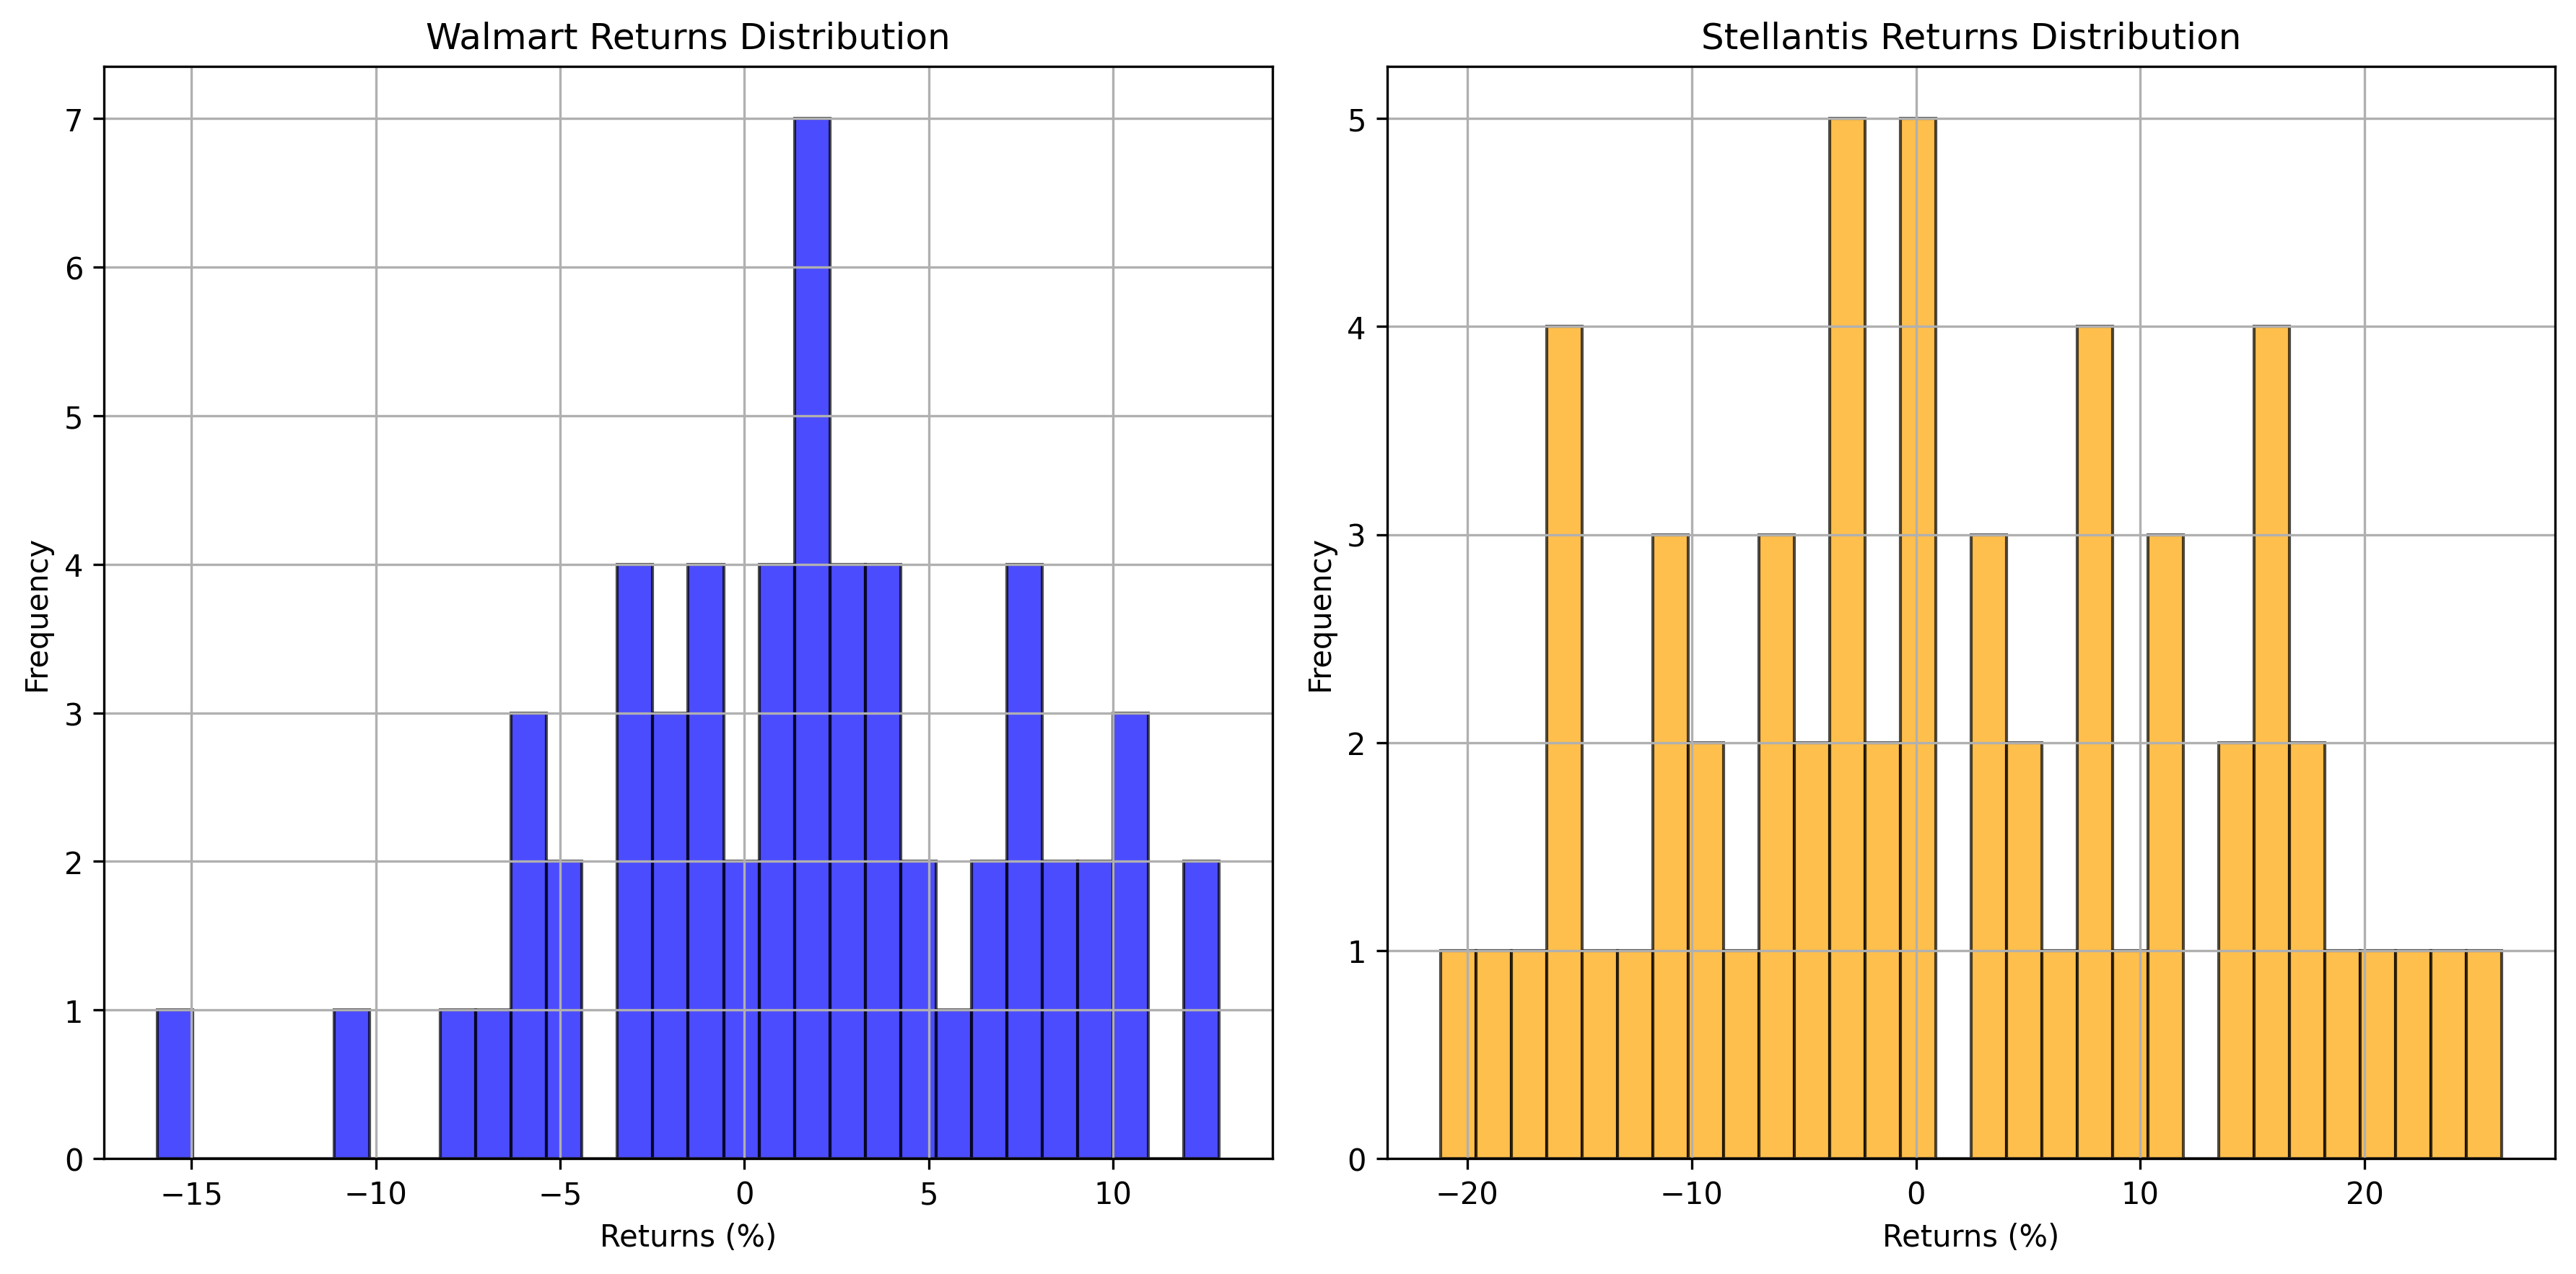 Walmart Returns Distribution
7
6
5
4
3
2
1
0
Frequency
−15 −10 −5 0 5 10
Returns (%)
Stellantis Returns Distribution
5
4
3
2
1
0
Frequency
−20 −10 0 10 20
Returns (%)